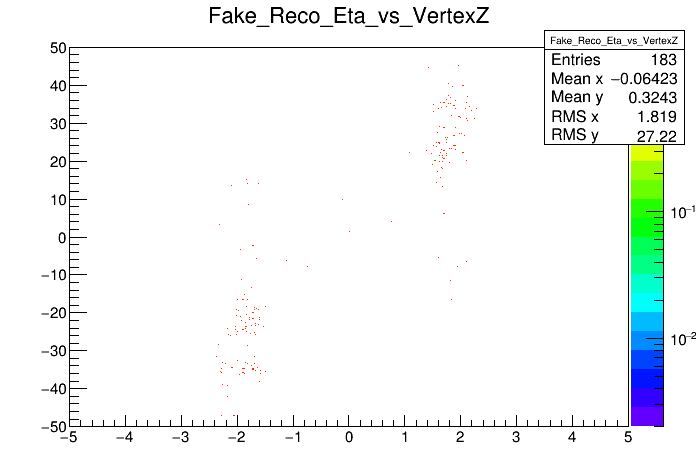 Fake_Reco_Eta_vs_VertexZ
Fake_Reco_Eta_vs_VertexZ
Entries 183
Mean x −0.06423
Mean y 0.3243
RMS x 1.819
RMS y 27.22
50
40
30
20
10
0
−10
−20
−30
−40
−50
−5 −4 −3 −2 −1 0 1 2 3 4 5
10−1
10−2